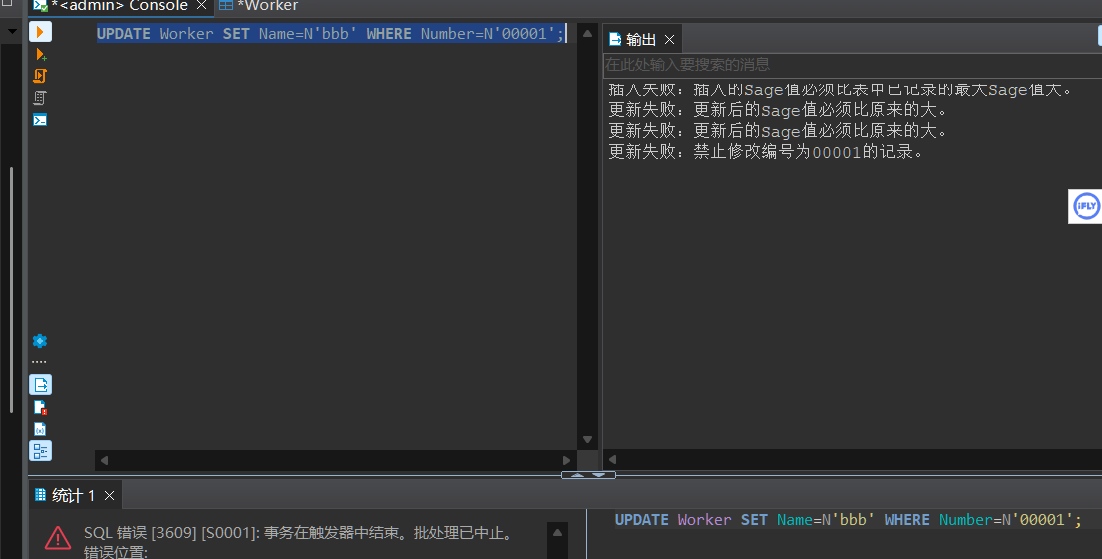 *<admin> Console
*Worker
UPDATE Worker SET Name=N'bbb' WHERE Number=N'00001';
输出
在此处输入要搜索的消息
插入失败：插入的Sage值必须比表中已记录的最大Sage值大。
更新失败：更新后的Sage值必须比原来的大。
更新失败：更新后的Sage值必须比原来的大。
更新失败：禁止修改编号为00001的记录。
iFLY
统计 1
SQL 错误 [3609] [S0001]: 事务在触发器中结束。批处理已中止。
错误位置:
UPDATE Worker SET Name=N'bbb' WHERE Number=N'00001';